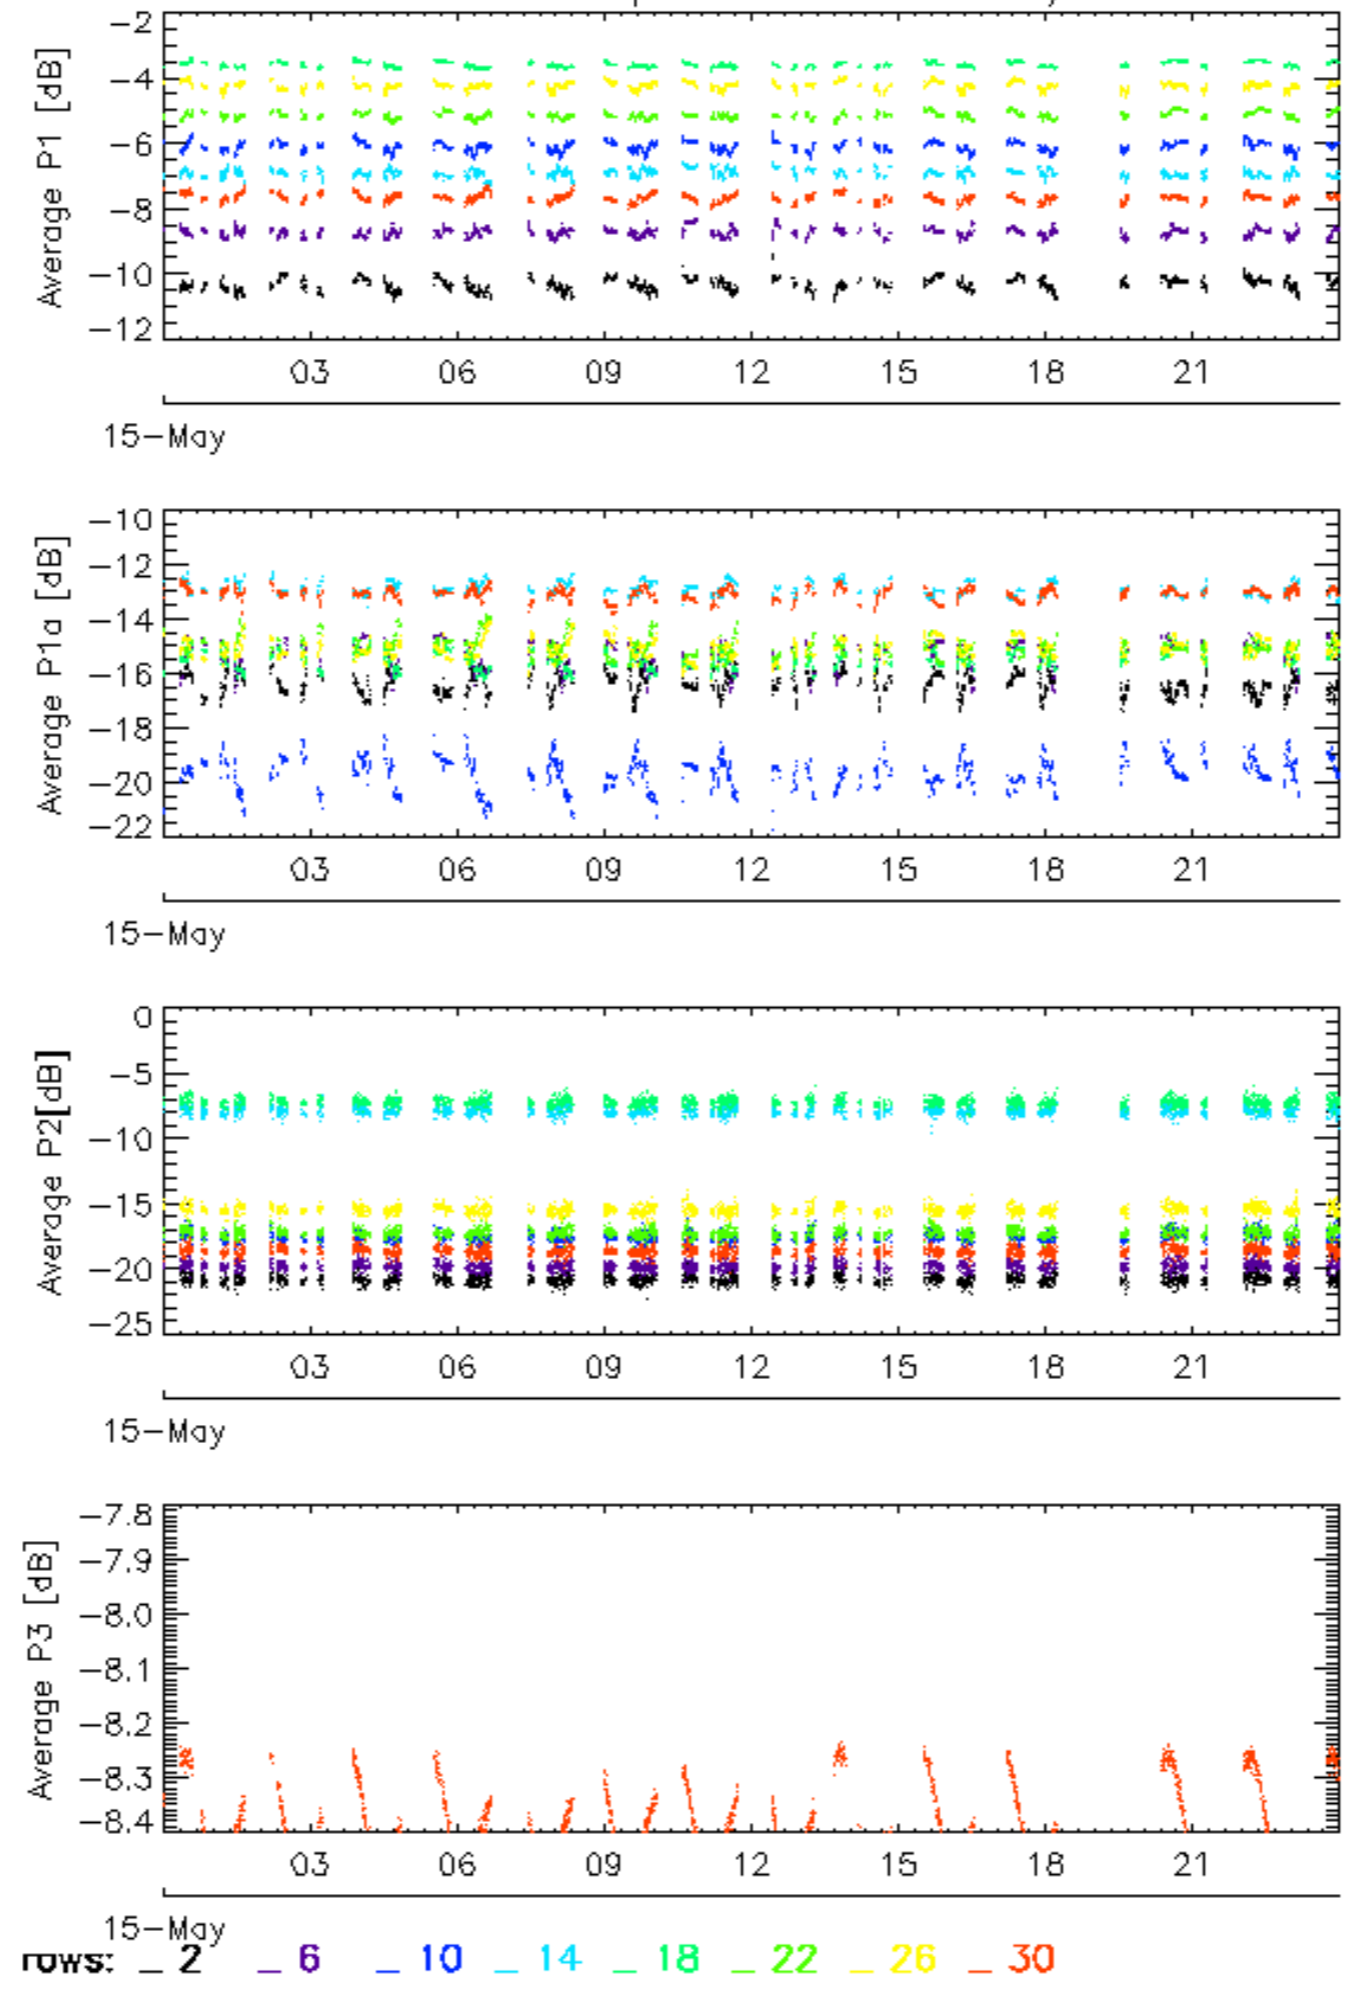 Average P1 [dB]
-2
-4
-6
-8
-10
-12
03 06 09 12 15 18 21
15-May
Average P1a [dB]
-10
-12
-14
-16
-18
-20
-22
03 06 09 12 15 18 21
15-May
Average P2[dB]
0
-5
-10
-15
-20
-25
03 06 09 12 15 18 21
15-May
Average P3 [dB]
-7.8
-7.9
-8.0
-8.1
-8.2
-8.3
-8.4
03 06 09 12 15 18 21
15-May
rows: _ 2 _ 6 _ 10 _ 14 _ 18 _ 22 _ 26 _ 30